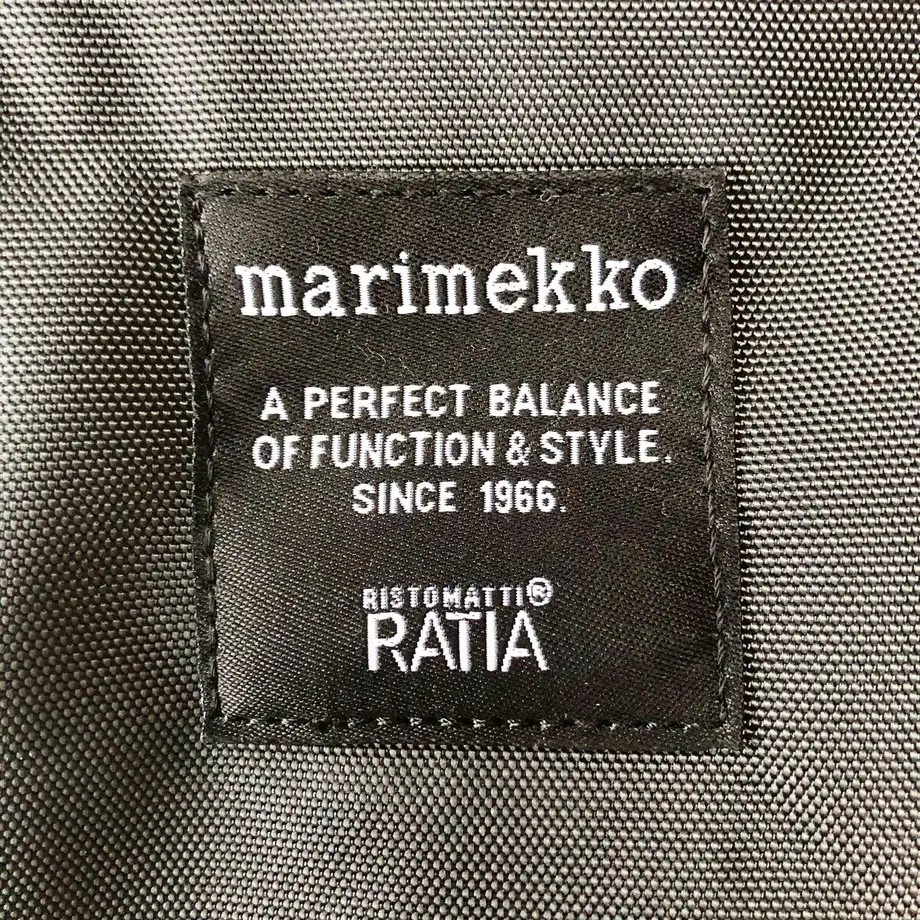 marimekko
A PERFECT BALANCE
OF FUNCTION & STYLE.
SINCE 1966.
RISTOMATTI®
RATIA